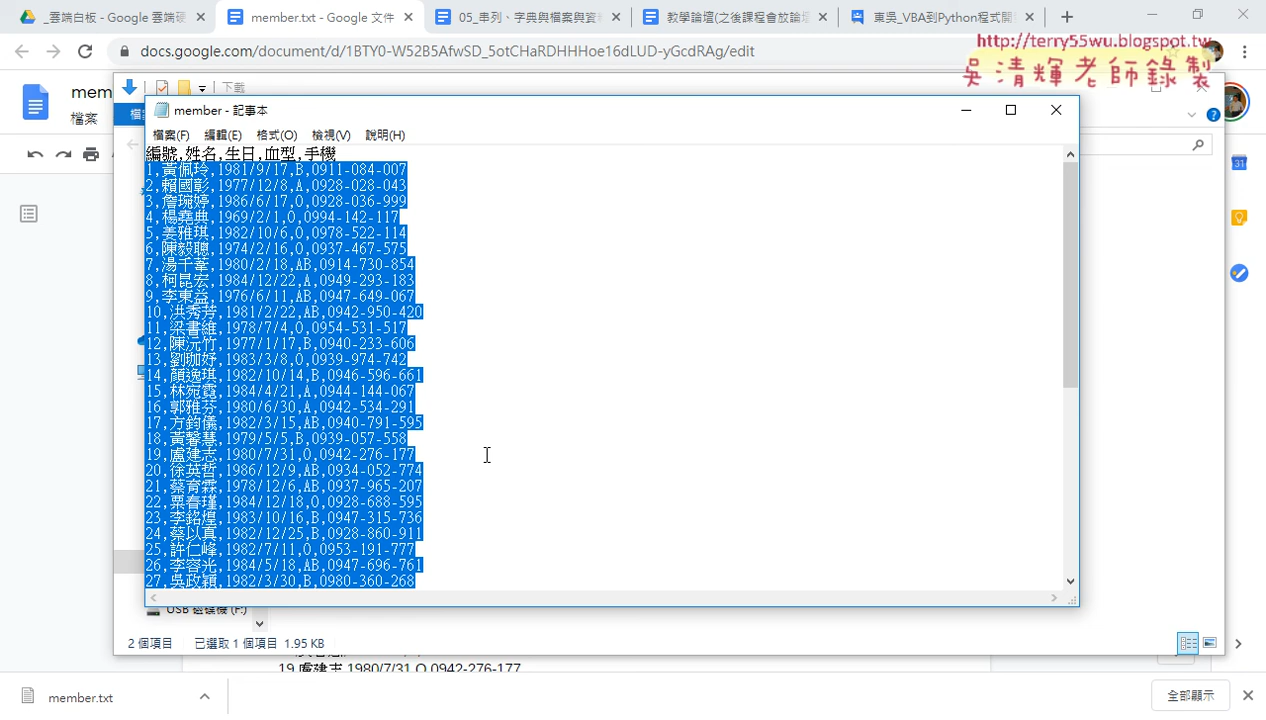 _雲端白板 - Google 雲端硬
member.txt - Google 文件
05_串列、字典與檔案與資
教學論壇(之後課程會放論
東吳_VBA到Python程式開
docs.google.com/document/d/1BTY0-W52B5AfwSD_5otCHaRDHHHoe16dLUD-yGcdRAg/edit
http://terry55wu.blogspot.tw
吳清輝老師錄製
下載
mem
檔案
檔
member - 記事本
檔案(F) 編輯(E) 格式(O) 檢視(V) 說明(H)
編號,姓名,生日,血型,手機
1,黃佩玲,1981/9/17,B,0911-084-007
2,賴國彰,1977/12/8,A,0928-028-043
3,詹琬婷,1986/6/17,O,0928-036-999
4,楊堯典,1969/2/1,O,0994-142-117
5,姜雅琪,1982/10/6,O,0978-522-114
6,陳毅聰,1974/2/16,O,0937-467-575
7,湯千葦,1980/2/18,AB,0914-730-854
8,柯昆宏,1984/12/22,A,0949-293-183
9,李東益,1976/6/11,AB,0947-649-067
10,洪秀芳,1981/2/22,AB,0942-950-420
11,梁書維,1978/7/4,O,0954-531-517
12,陳沅竹,1977/1/17,B,0940-233-606
13,劉珈妤,1983/3/8,O,0939-974-742
14,顏逸琪,1982/10/14,B,0946-596-661
15,林宛霓,1984/4/21,A,0944-144-067
16,郭雅芬,1980/6/30,A,0942-534-291
17,方鈞儀,1982/3/15,AB,0940-791-595
18,黃馨慧,1979/5/5,B,0939-057-558
19,盧建志,1980/7/31,O,0942-276-177
20,徐英哲,1986/12/9,AB,0934-052-774
21,蔡育霖,1978/12/6,AB,0937-965-207
22,粟春瑾,1984/12/18,O,0928-688-595
23,李銘煌,1983/10/16,B,0947-315-736
24,蔡以真,1982/12/25,B,0928-860-911
25,許仁峰,1982/7/11,O,0953-191-777
26,李容光,1984/5/18,AB,0947-696-761
27,吳政穎,1982/3/30,B,0980-360-268
USB 磁碟機 (F:)
2 個項目 已選取 1 個項目 1.95 KB
19,盧建志,1980/7/31,O,0942-276-177
member.txt
全部顯示
31